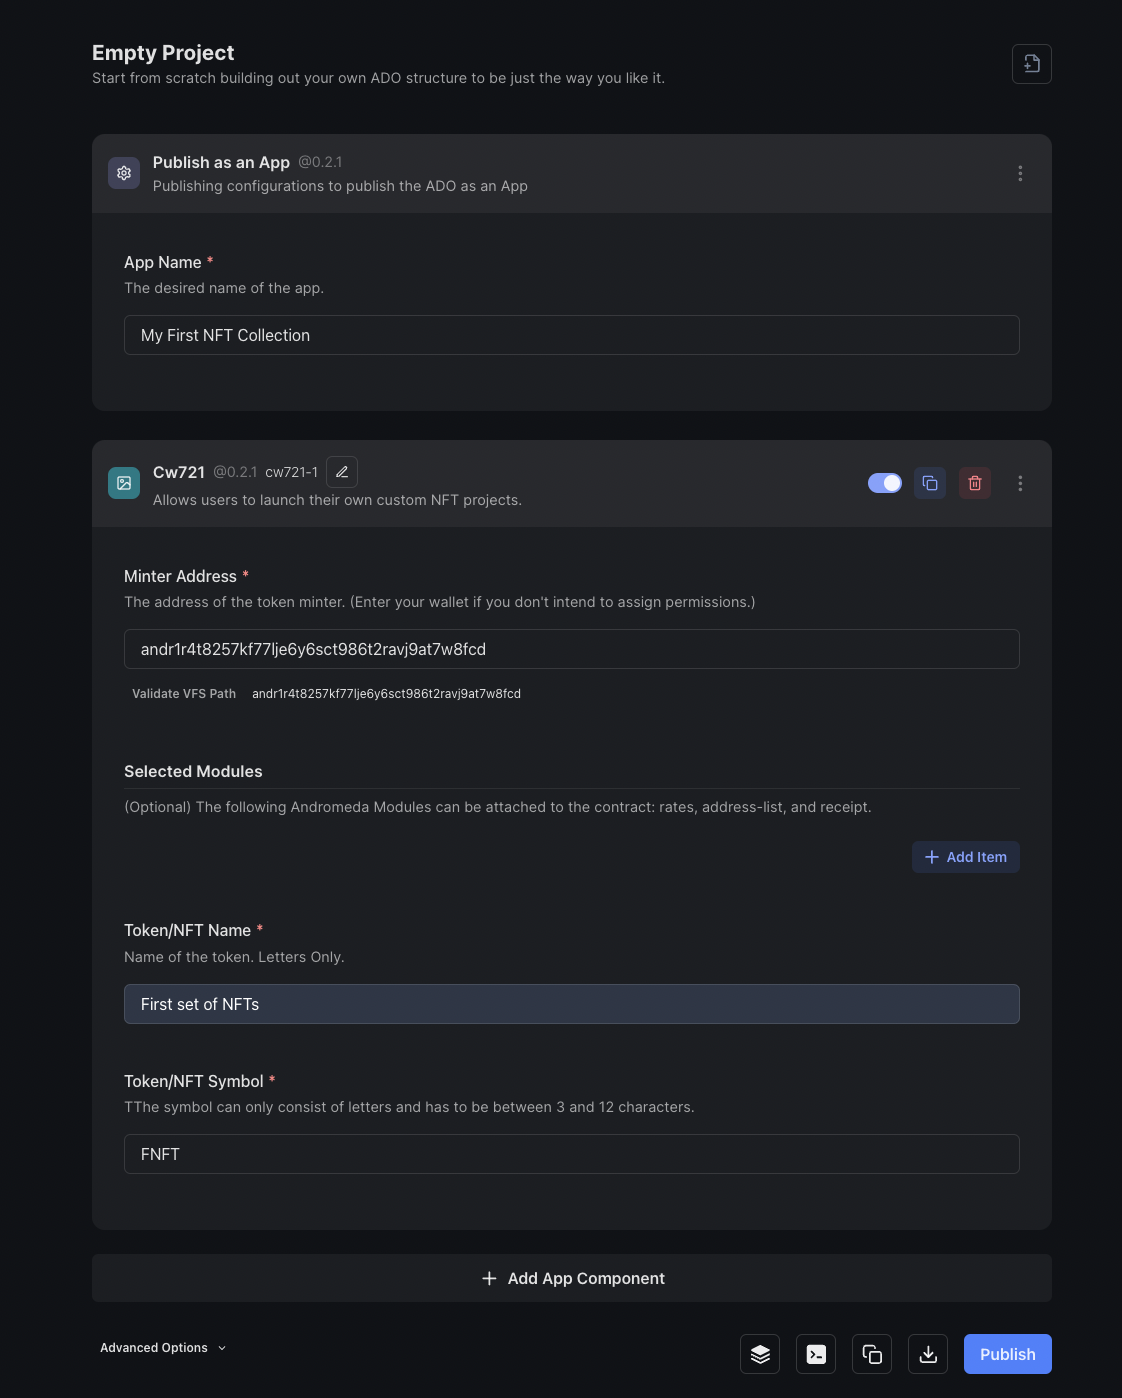 Empty Project
Start from scratch building out your own ADO structure to be just the way you like it.
Publish as an App @0.2.1
Publishing configurations to publish the ADO as an App
App Name *
The desired name of the app.
My First NFT Collection
Cw721 @0.2.1 cw721-1
Allows users to launch their own custom NFT projects.
Minter Address *
The address of the token minter. (Enter your wallet if you don't intend to assign permissions.)
andr1r4t8257kf77lje6y6sct986t2ravj9at7w8fcd
Validate VFS Path andr1r4t8257kf77lje6y6sct986t2ravj9at7w8fcd
Selected Modules
(Optional) The following Andromeda Modules can be attached to the contract: rates, address-list, and receipt.
Add Item
Token/NFT Name *
Name of the token. Letters Only.
First set of NFTs
Token/NFT Symbol *
TThe symbol can only consist of letters and has to be between 3 and 12 characters.
FNFT
Add App Component
Advanced Options
Publish